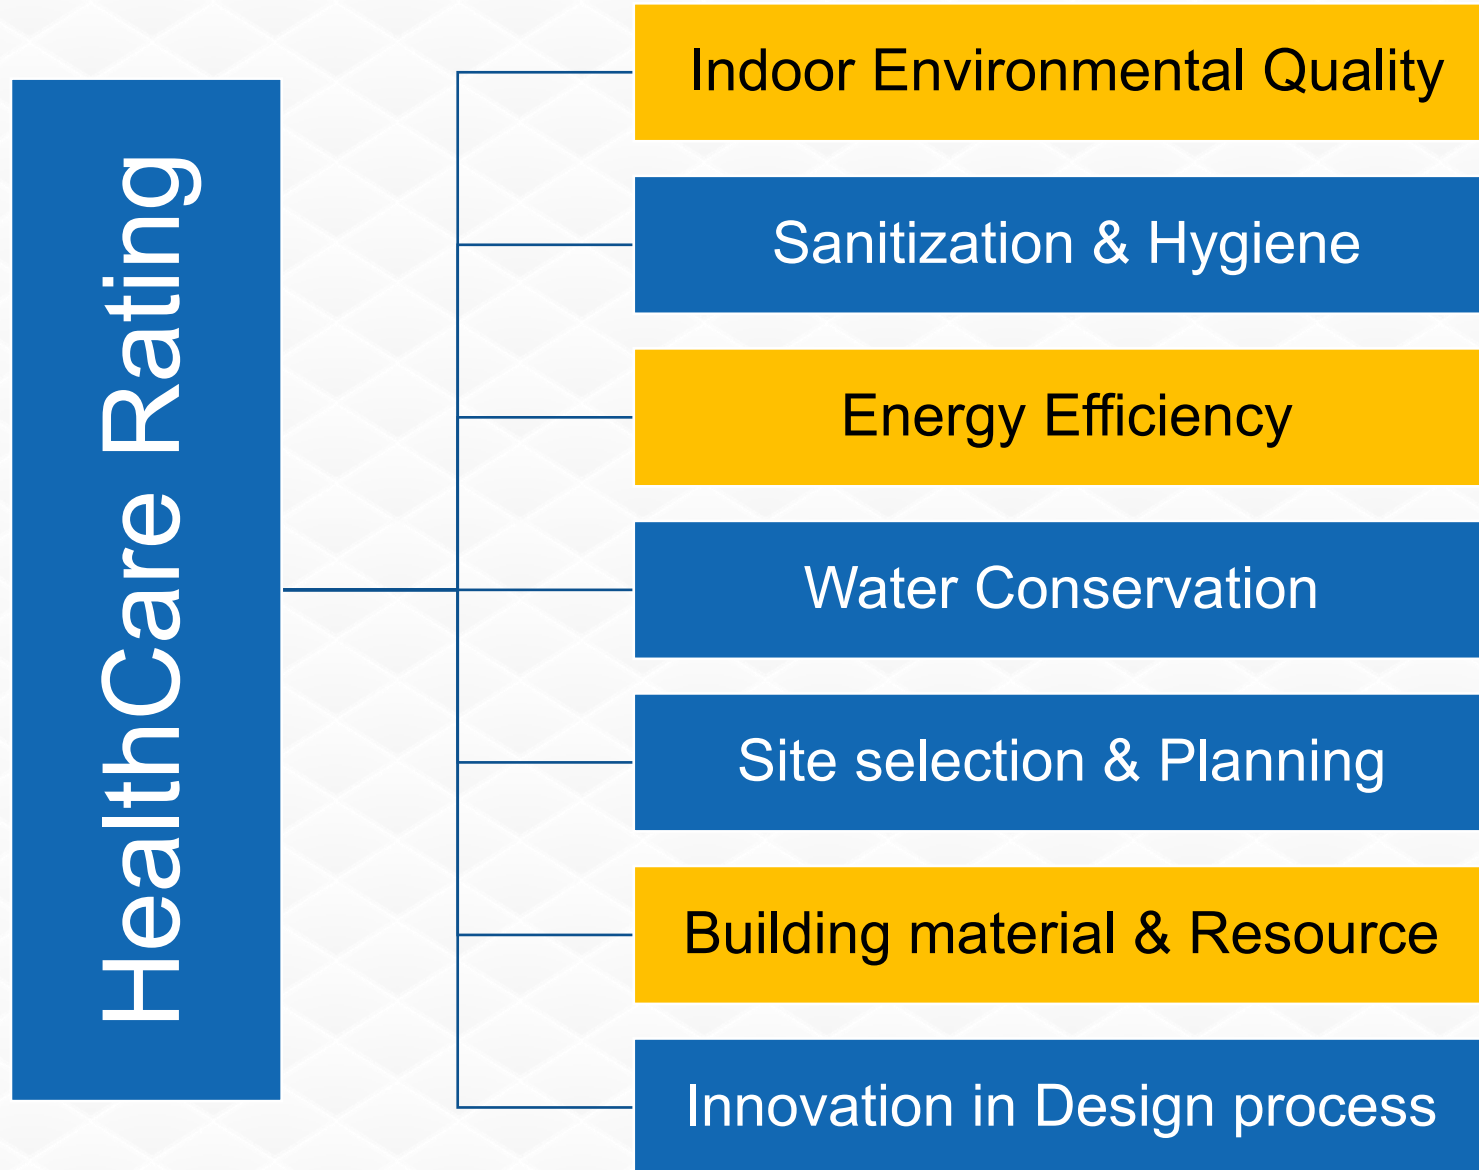 HealthCare Rating
Indoor Environmental Quality
Sanitization & Hygiene
Energy Efficiency
Water Conservation
Site selection & Planning
Building material & Resource
Innovation in Design process